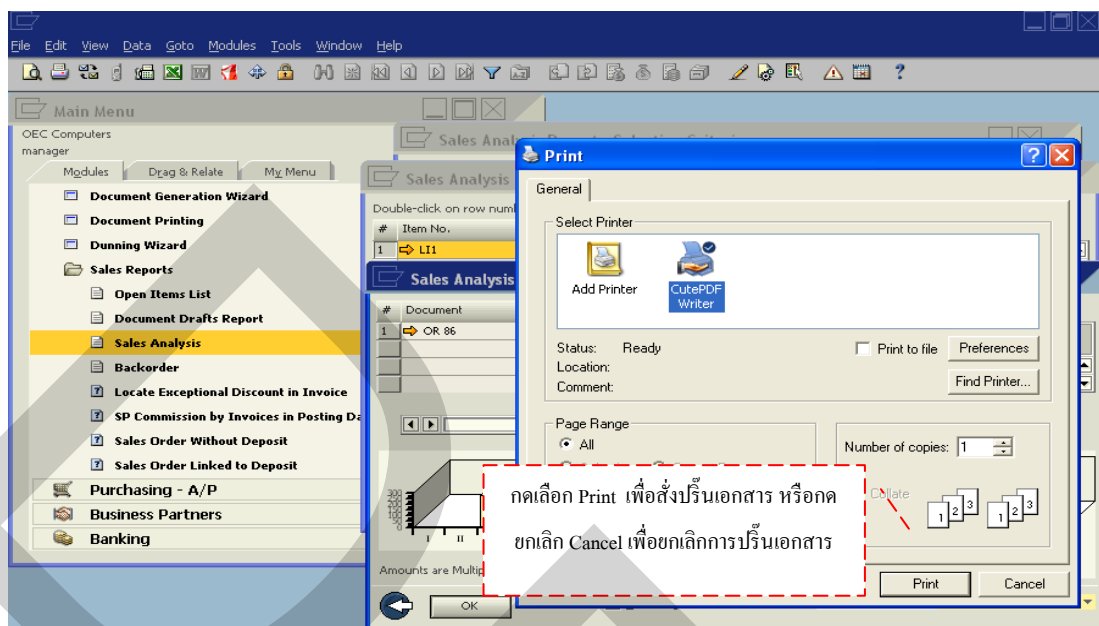 File Edit View Data Goto Modules Tools Window Help
Main Menu
OEC Computers
manager
Modules Drag & Relate My Menu
Document Generation Wizard
Document Printing
Dunning Wizard
Sales Reports
Open Items List
Document Drafts Report
Sales Analysis
Backorder
Locate Exceptional Discount in Invoice
SP Commission by Invoices in Posting Da
Sales Order Without Deposit
Sales Order Linked to Deposit
Purchasing - A/P
Business Partners
Banking
Sales Analysis
Double-click on row num
# Item No.
1 LI1
Sales Analysis
# Document
1 OR 86
I II
Amounts are Multip
OK
Print
General
Select Printer
Add Printer
CutePDF
Writer
Status: Ready
Location:
Comment:
Print to file
Preferences
Find Printer...
Page Range
All
Number of copies: 1
Collate
1 2 3 1 2 3
Print Cancel
กดเลือก Print เพื่อสั่งปริ๊นเอกสาร หรือกด
ยกเลิก Cancel เพื่อยกเลิกการปริ๊นเอกสาร